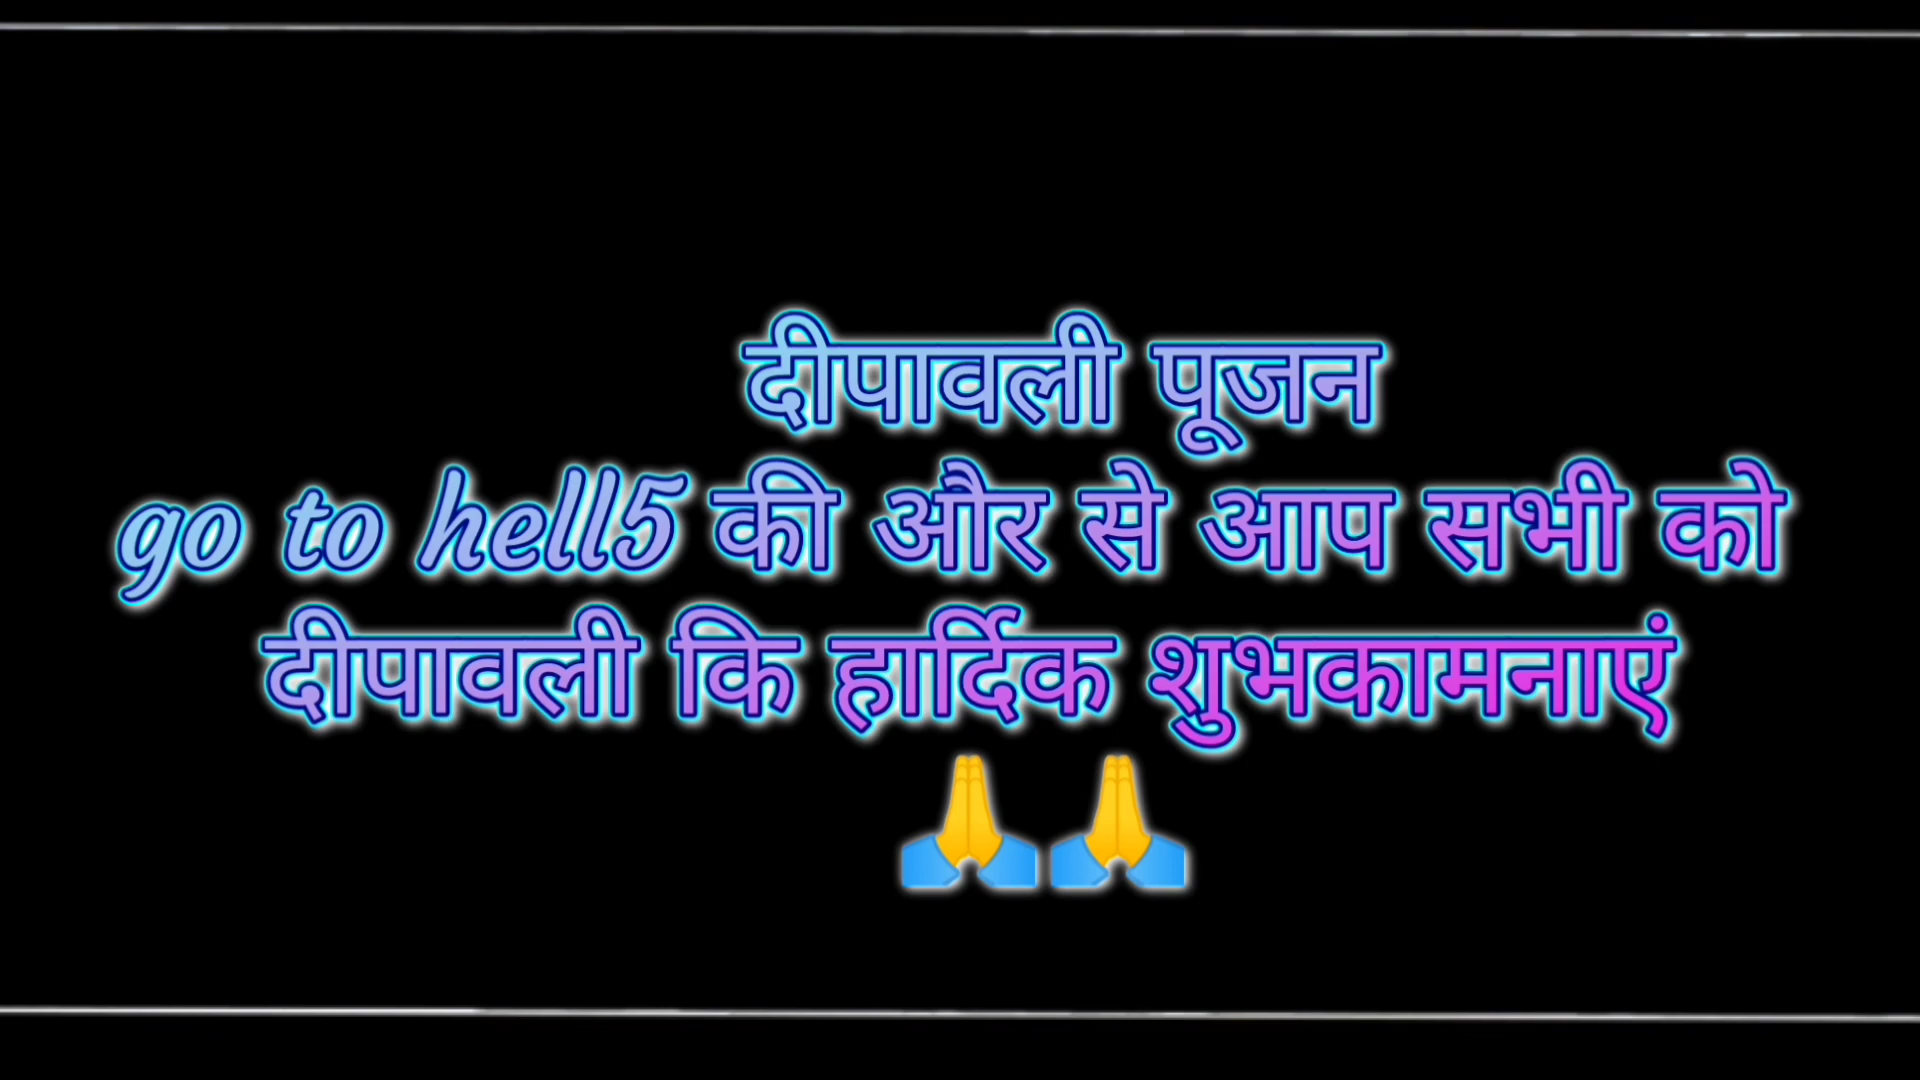 दीपावली पूजन
go to hell5 की और से आप सभी को
दीपावली कि हार्दिक शुभकामनाएं
🙏🙏